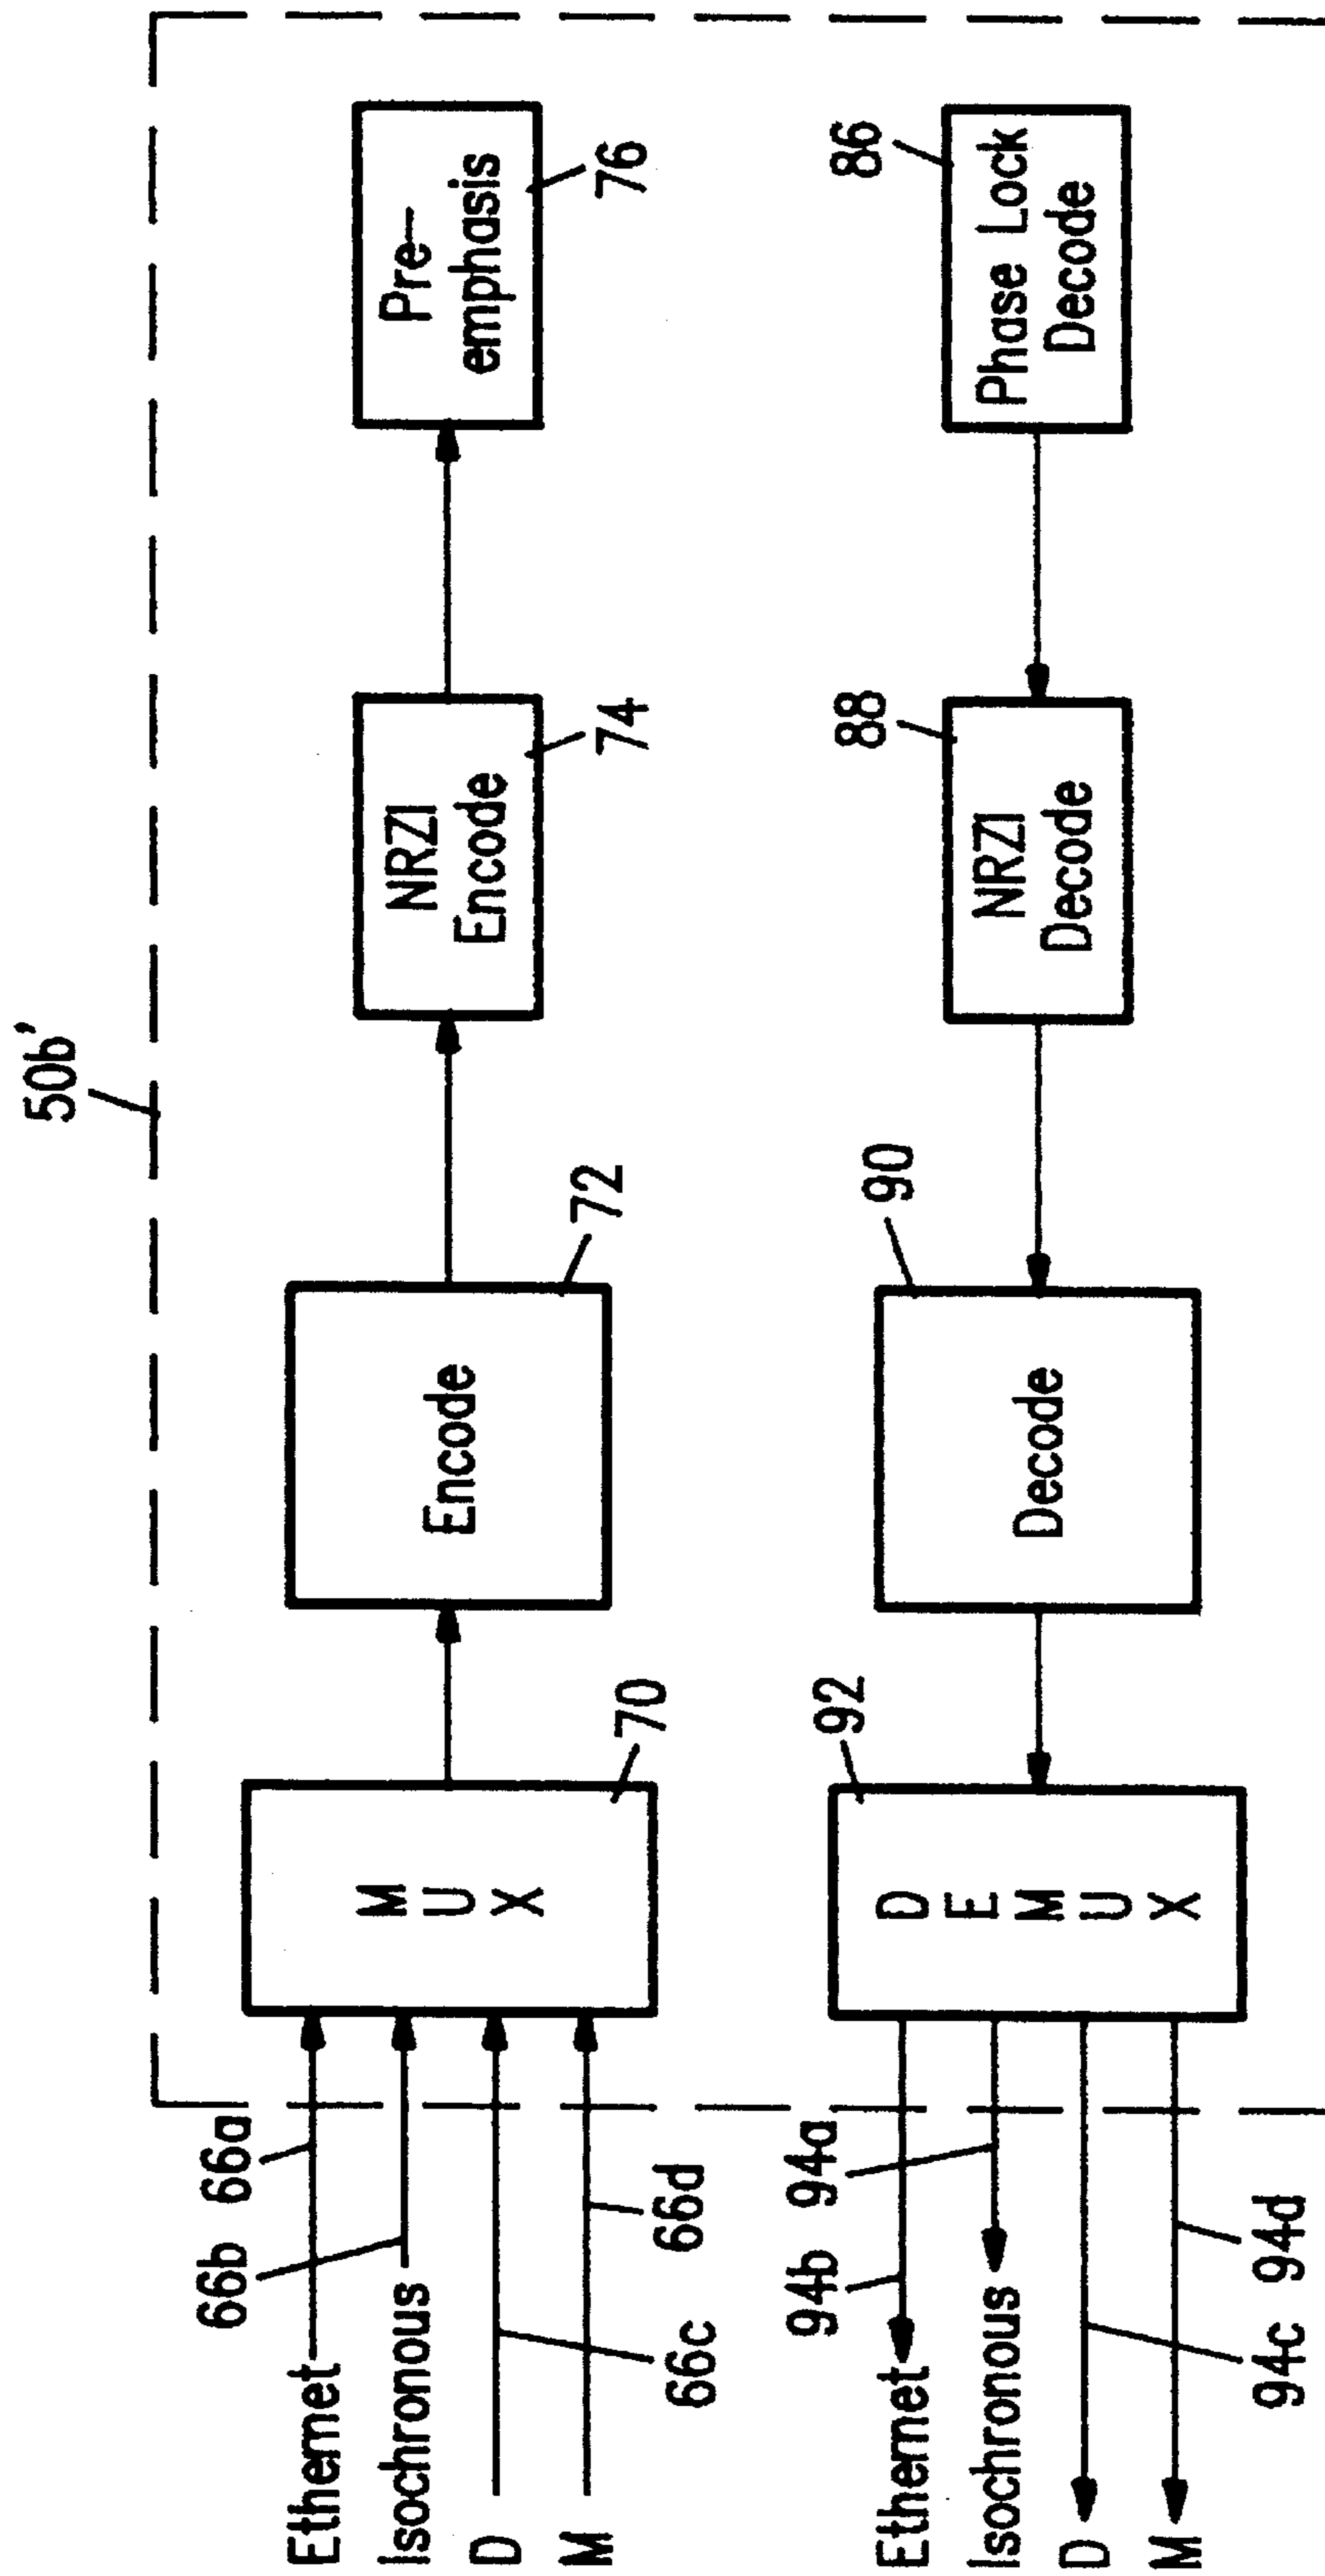 50b'
Ethernet
66a
66b
Isochronous
D
66c
M
66d
M
U
X
70
Encode
72
NRZI
Encode
74
Pre—
emphasis
76
Ethernet
94b
94a
Isochronous
D
94c
M
94d
D
E
M
U
X
92
Decode
90
NRZI
Decode
88
Phase Lock
Decode
86